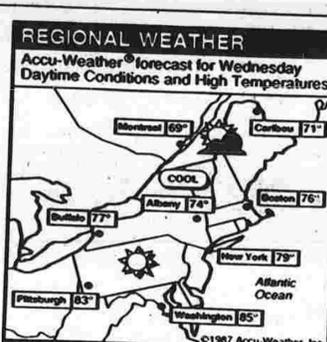 REGIONAL WEATHER
Accu-Weather® forecast for Wednesday
Daytime Conditions and High Temperatures
Montreal 69°
Caribou 71°
COOL
Albany 74°
Boston 76°
Buffalo 77°
New York 79°
Atlantic
Ocean
Pittsburgh 83°
Washington 85°
©1987 Accu-Weather, Inc.